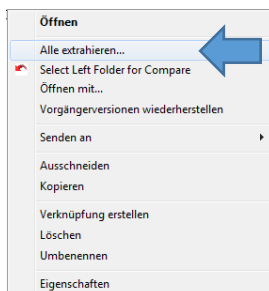 Öffnen
Alle extrahieren...
Select Left Folder for Compare
Öffnen mit...
Vorgängerversionen wiederherstellen
Senden an
Ausschneiden
Kopieren
Verknüpfung erstellen
Löschen
Umbenennen
Eigenschaften